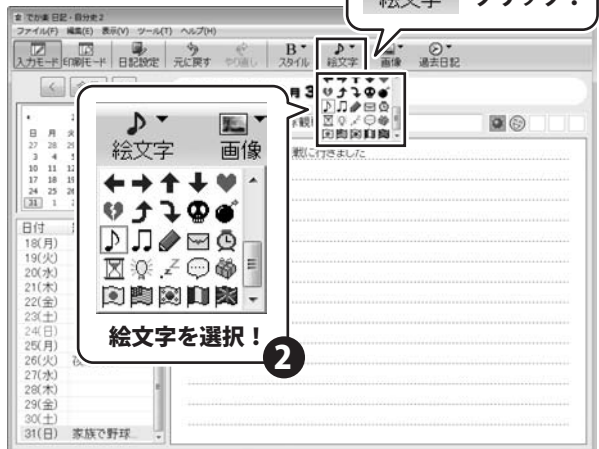 絵文字 クリック！
でか楽日記・自分史2
ファイル(F) 編集(E) 表示(V) ツール(T) ヘルプ(H)
入力モード 印刷モード 日記設定 元に戻す やり直し スタイル 絵文字 画像 過去日記
戦に行きました
日 月 火
27 28 29
3 4
10 11 12
17 18 19
24 25 26
31 1
日付
18(月)
19(火)
20(水)
21(木)
22(金)
23(土)
24(日)
25(月)
26(火)
27(水)
28(木)
29(金)
30(土)
31(日) 家族で野球...
絵文字 画像
絵文字を選択！
2